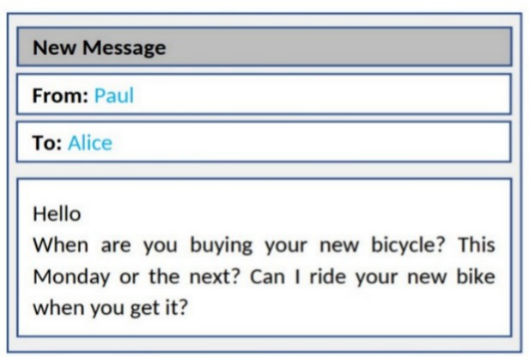 New Message
From: Paul
To: Alice
Hello
When are you buying your new bicycle? This
Monday or the next? Can I ride your new bike
when you get it?